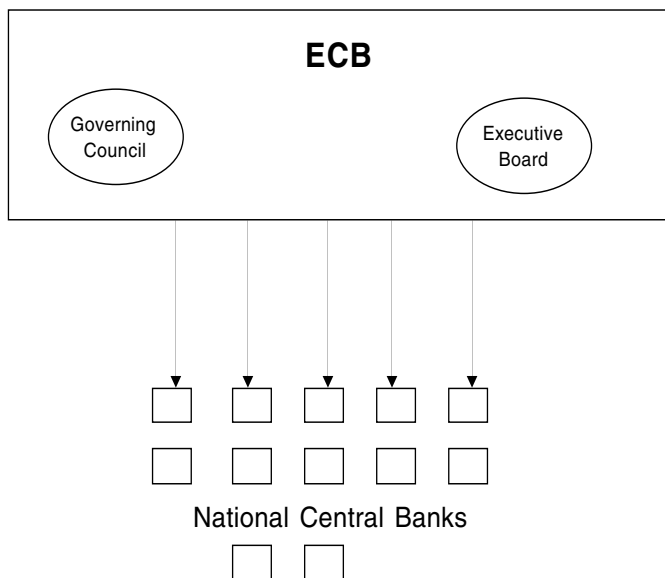 ECB
Governing
Council
Executive
Board
National Central Banks